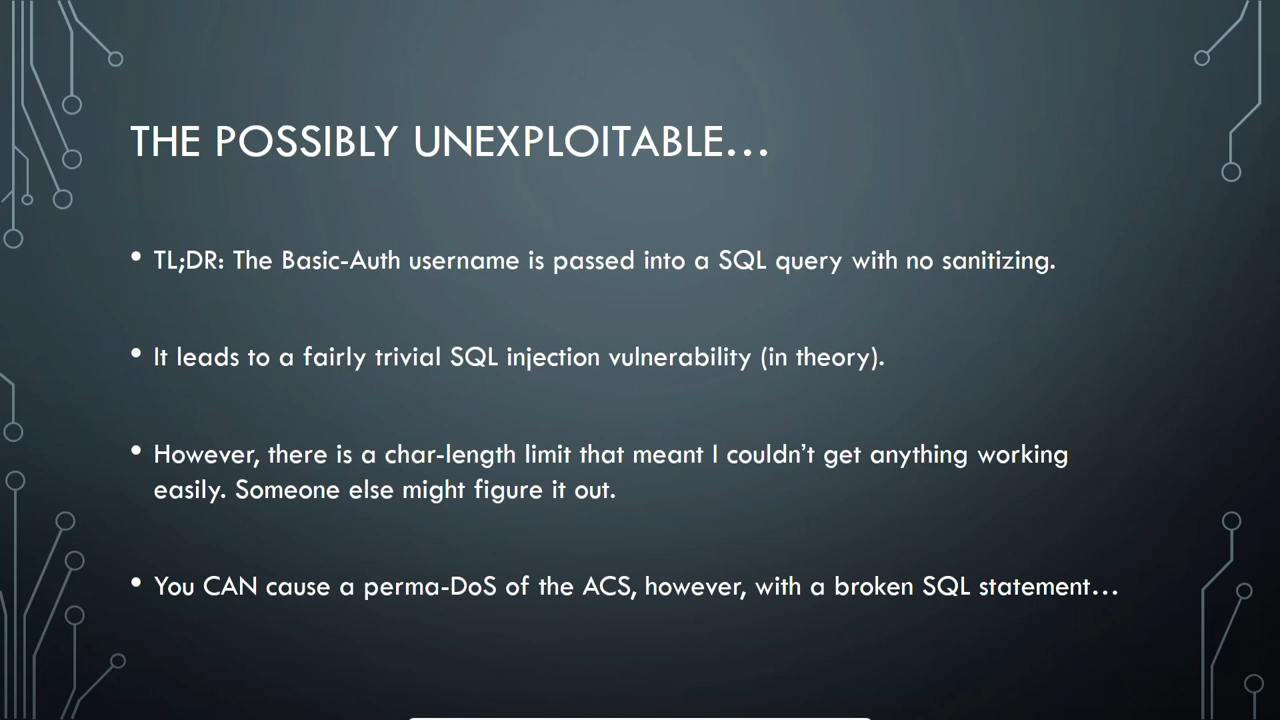 THE POSSIBLY UNEXPLOITABLE…
• TL;DR: The Basic-Auth username is passed into a SQL query with no sanitizing.
• It leads to a fairly trivial SQL injection vulnerability (in theory).
• However, there is a char-length limit that meant I couldn’t get anything working
easily. Someone else might figure it out.
• You CAN cause a perma-DoS of the ACS, however, with a broken SQL statement…